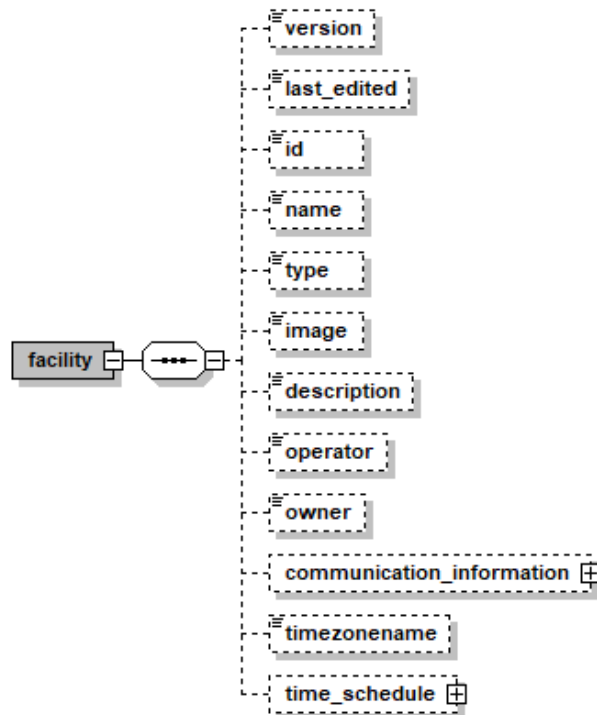 version
last_edited
id
name
type
image
facility
description
operator
owner
communication_information
timezonename
time_schedule